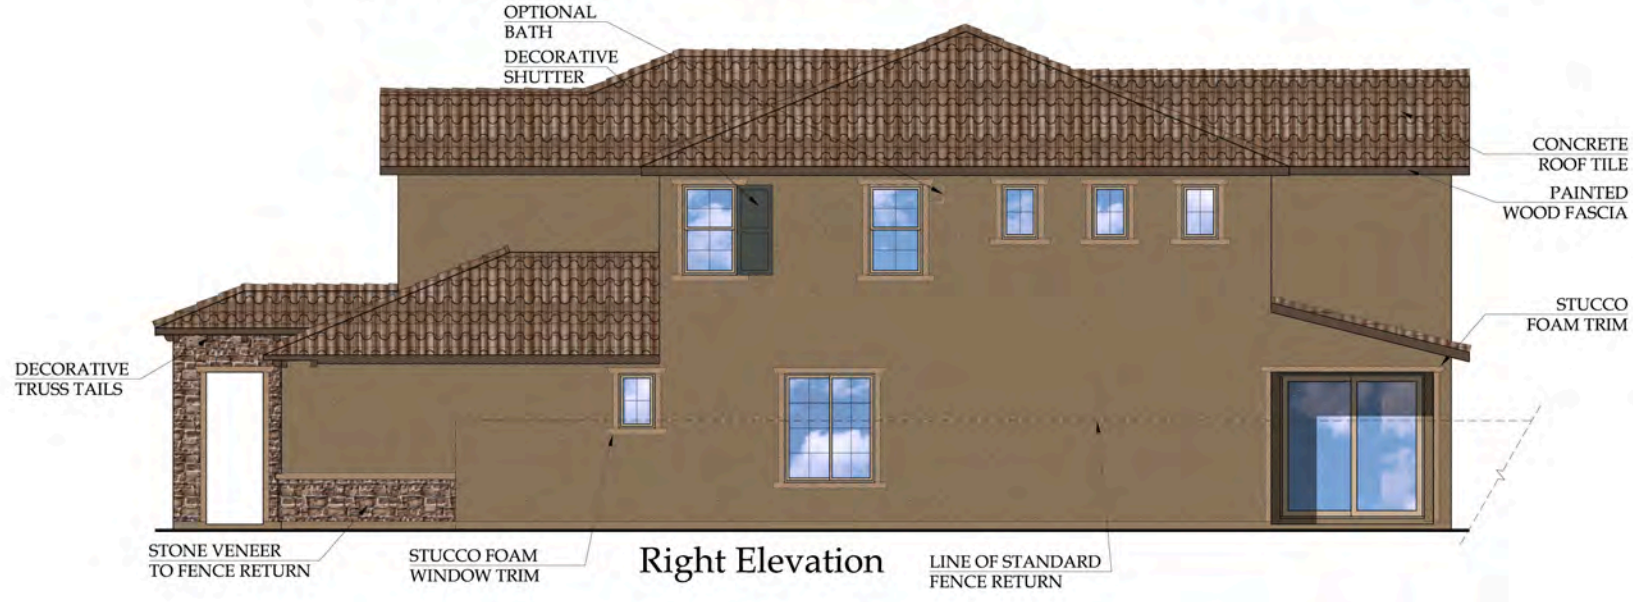 OPTIONAL
BATH
DECORATIVE
SHUTTER
CONCRETE
ROOF TILE
PAINTED
WOOD FASCIA
STUCCO
FOAM TRIM
DECORATIVE
TRUSS TAILS
STONE VENEER
TO FENCE RETURN
STUCCO FOAM
WINDOW TRIM
Right Elevation
LINE OF STANDARD
FENCE RETURN